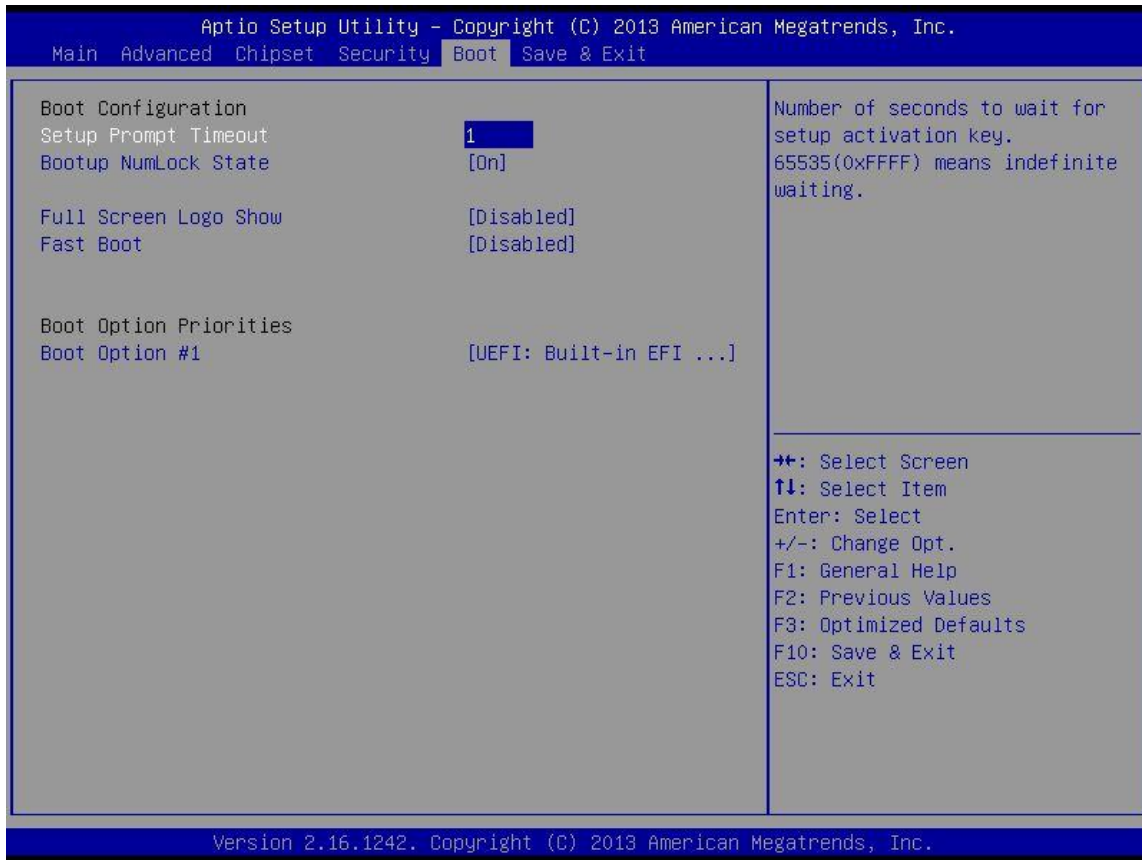 Aptio Setup Utility – Copyright (C) 2013 American Megatrends, Inc.
Main Advanced Chipset Security Boot Save & Exit
Boot Configuration
Setup Prompt Timeout 1
Bootup NumLock State [On]
Full Screen Logo Show [Disabled]
Fast Boot [Disabled]
Boot Option Priorities
Boot Option #1 [UEFI: Built-in EFI ...]
Number of seconds to wait for
setup activation key.
65535(0xFFFF) means indefinite
waiting.
→←: Select Screen
↑↓: Select Item
Enter: Select
+/-: Change Opt.
F1: General Help
F2: Previous Values
F3: Optimized Defaults
F10: Save & Exit
ESC: Exit
Version 2.16.1242. Copyright (C) 2013 American Megatrends, Inc.